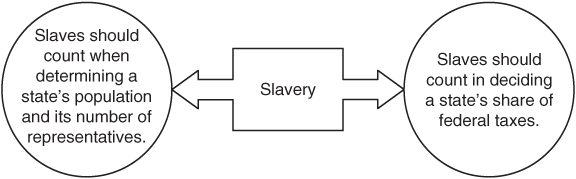 Slaves should
count when
determining a
state's population
and its number of
representatives.
Slavery
Slaves should
count in deciding
a state's share of
federal taxes.